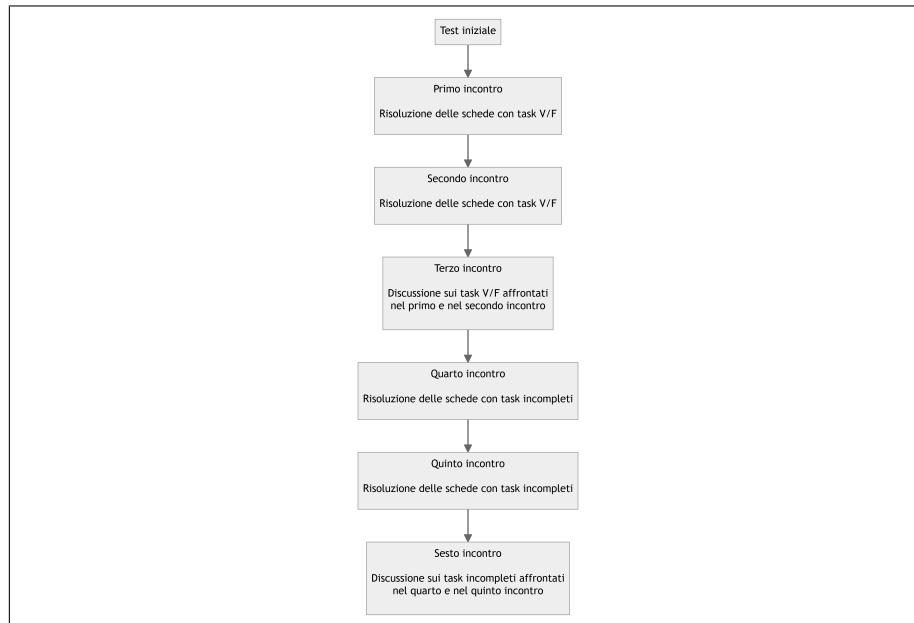 Test iniziale
Primo incontro
Risoluzione delle schede con task V/F
Secondo incontro
Risoluzione delle schede con task V/F
Terzo incontro
Discussione sui task V/F affrontati
nel primo e nel secondo incontro
Quarto incontro
Risoluzione delle schede con task incompleti
Quinto incontro
Risoluzione delle schede con task incompleti
Sesto incontro
Discussione sui task incompleti affrontati
nel quarto e nel quinto incontro